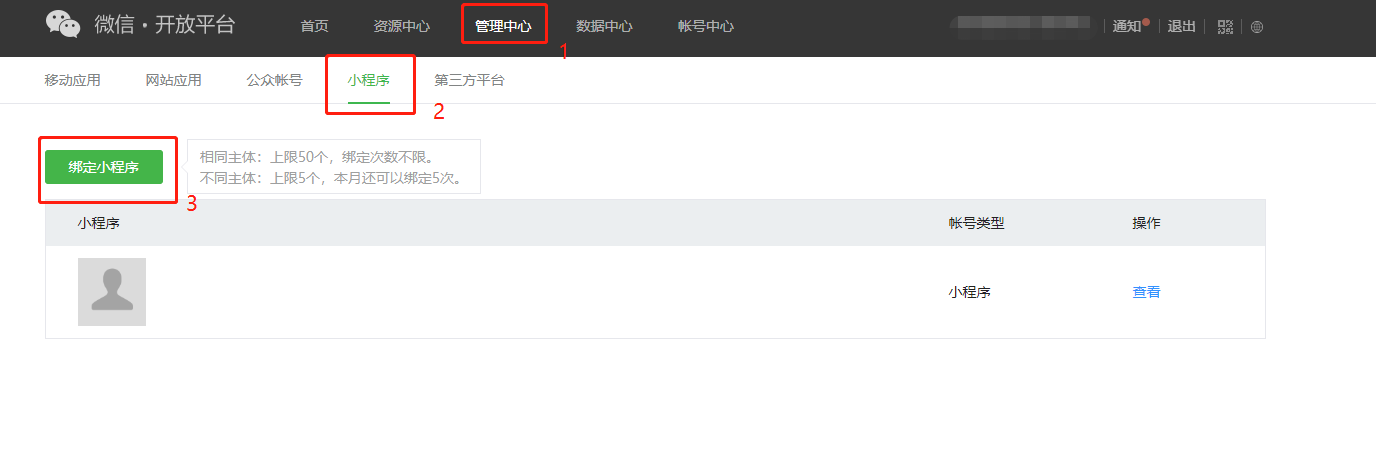 微信·开放平台 首页 资源中心 管理中心 数据中心 帐号中心 通知 退出
1
移动应用 网站应用 公众帐号 小程序 第三方平台
2
绑定小程序
相同主体：上限50个，绑定次数不限。
不同主体：上限5个，本月还可以绑定5次。
3
小程序 帐号类型 操作
小程序 查看